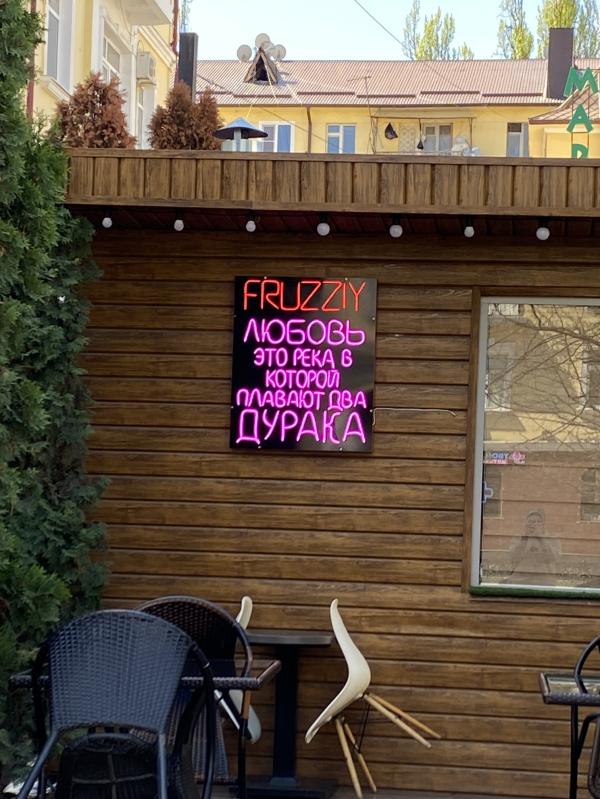 FRUZZIY
ЛЮБОВЬ
ЭТО РЕКА В
КОТОРОЙ
ПЛАВАЮТ ДВА
ДУРАКА